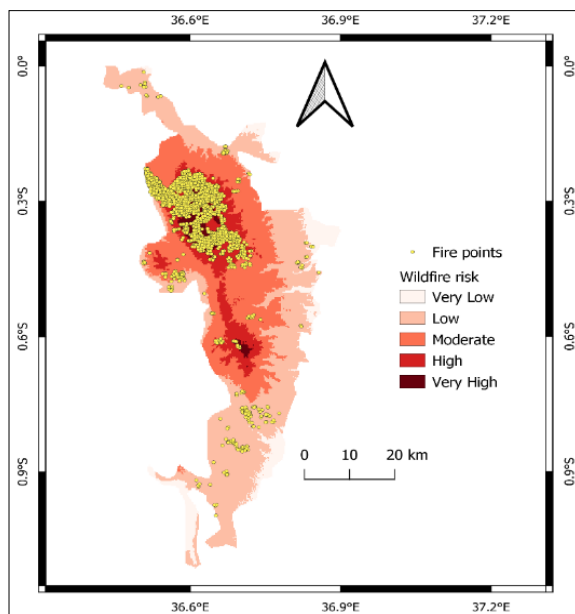 36.6°E 36.9°E 37.2°E
0.0° 0.0°
0.3°S 0.3°S
Fire points
Wildfire risk
Very Low
Low
Moderate
High
Very High
0.6°S 0.6°S
0 10 20 km
0.9°S 0.9°S
36.6°E 36.9°E 37.2°E